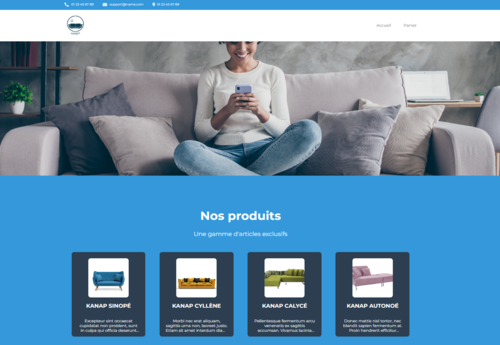 01 23 45 67 89
support@name.com
01 23 45 67 89
Accueil
Panier
Nos produits
Une gamme d'articles exclusifs
KANAP SINOPÉ
Excepteur sint occaecat
cupidatat non proident, sunt
in culpa qui officia deserunt...
KANAP CYLLÈNE
Morbi nec erat aliquam,
sagittis urna non, laoreet justo.
Etiam sit amet interdum diam...
KANAP CALYCÉ
Pellentesque fermentum arcu
venenatis ex sagittis
accumsan. Vivamus lacinia...
KANAP AUTONOÉ
Donec mattis nisl tortor, nec
blandit sapien fermentum at.
Proin hendrerit efficitur...